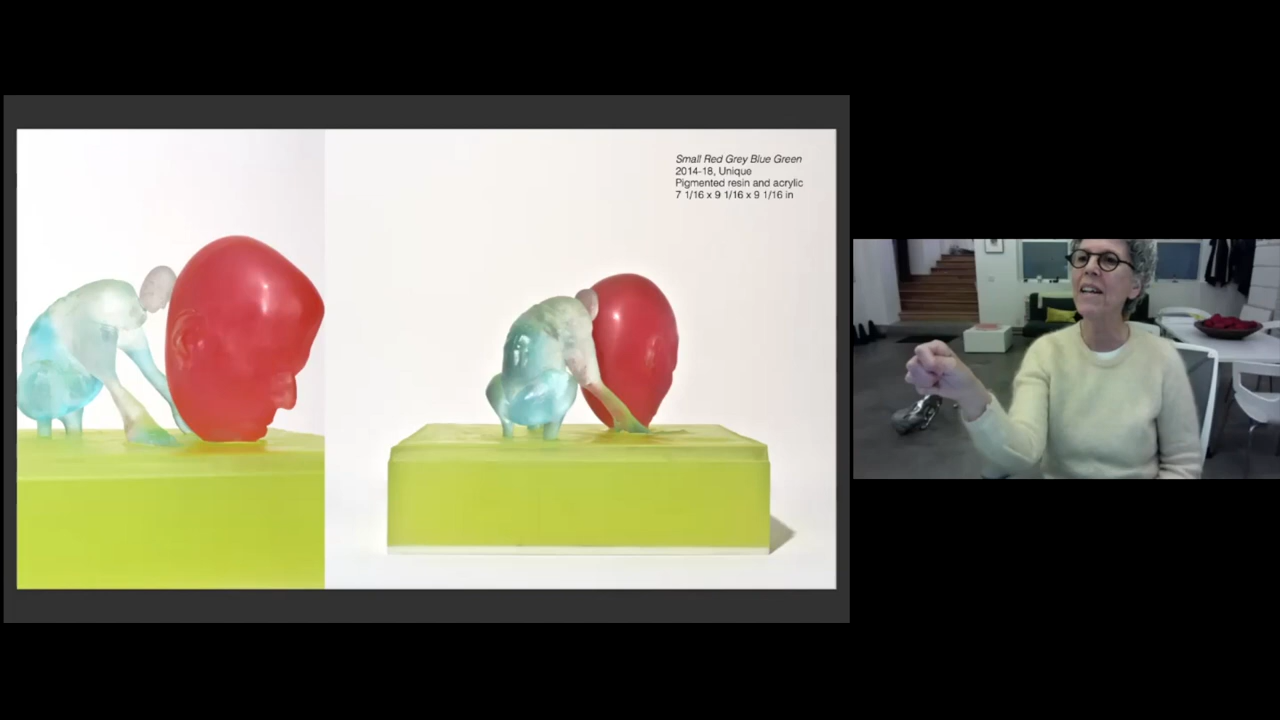 Small Red Grey Blue Green
2014-18, Unique
Pigmented resin and acrylic
7 1/16 x 9 1/16 x 9 1/16 in